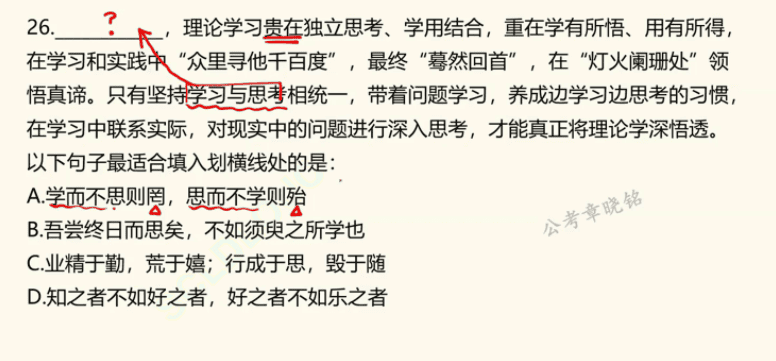 ?
26.____________，理论学习贵在独立思考、学用结合，重在学有所悟、用有所得，
在学习和实践中“众里寻他千百度”，最终“蓦然回首”，在“灯火阑珊处”领
悟真谛。只有坚持学习与思考相统一，带着问题学习，养成边学习边思考的习惯，
在学习中联系实际，对现实中的问题进行深入思考，才能真正将理论学深悟透。
以下句子最适合填入划横线处的是：
A.学而不思则罔，思而不学则殆
B.吾尝终日而思矣，不如须臾之所学也
C.业精于勤，荒于嬉；行成于思，毁于随
D.知之者不如好之者，好之者不如乐之者
公考章晓铭